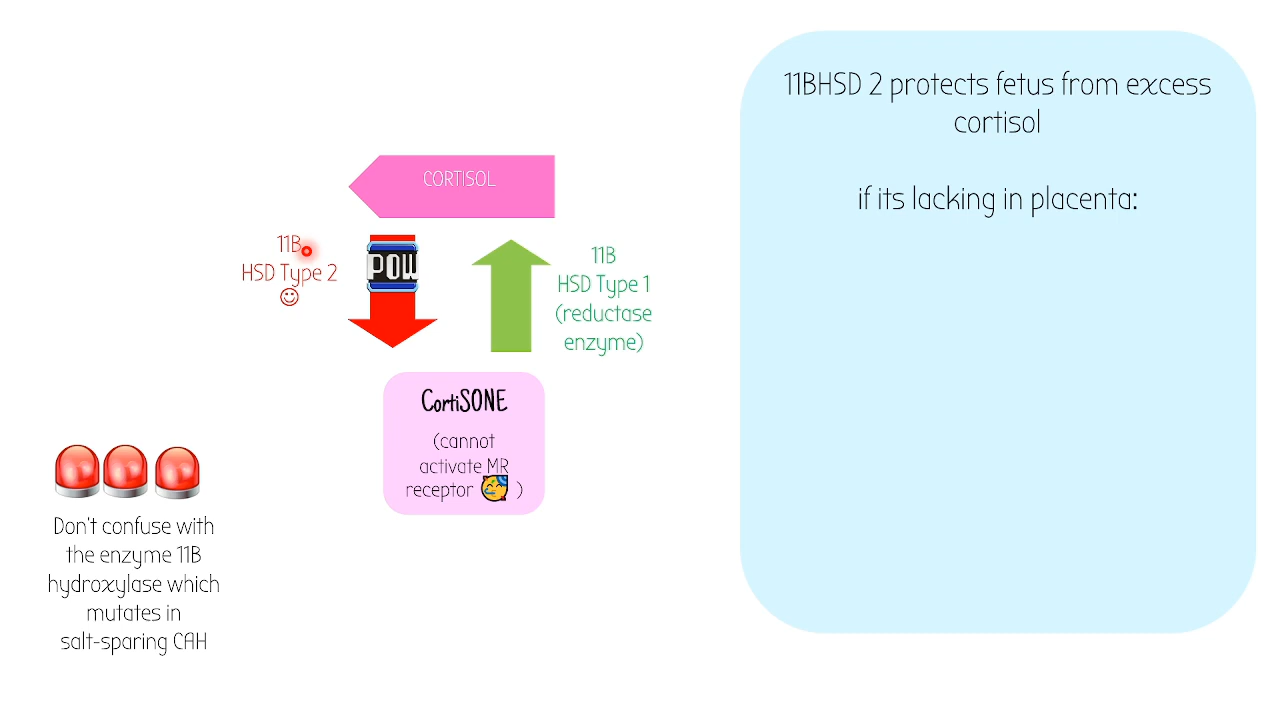 11BHSD 2 protects fetus from excess
cortisol
if its lacking in placenta:
CORTISOL
11B
HSD Type 2
☺
POW
11B
HSD Type 1
(reductase
enzyme)
CortiSONE
(cannot
activate MR
receptor 🥳 )
Don't confuse with
the enzyme 11B
hydroxylase which
mutates in
salt-sparing CAH